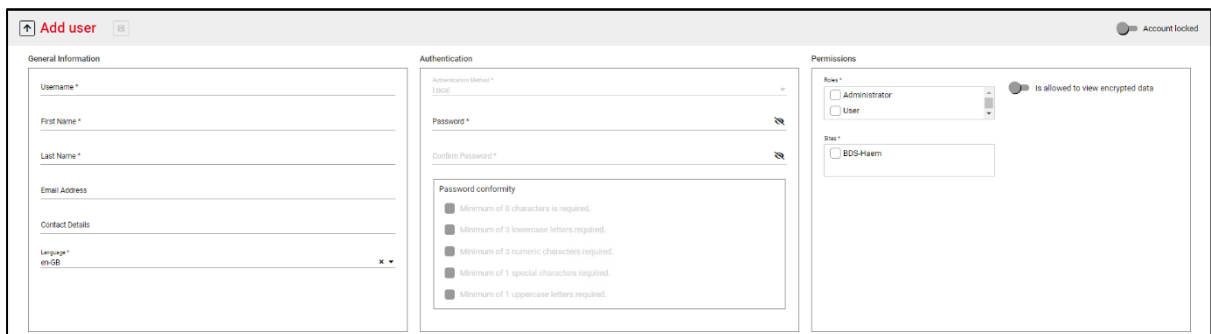 Add user
Account locked
General Information
Username *
First Name *
Last Name *
Email Address
Contact Details
Language *
en-GB
Authentication
Authentication Method *
Local
Password *
Confirm Password *
Password conformity
Minimum of 8 characters is required.
Minimum of 3 lowercase letters required.
Minimum of 3 numeric characters required.
Minimum of 1 special characters required.
Minimum of 1 uppercase letters required.
Permissions
Roles *
Administrator
User
Is allowed to view encrypted data
Sites *
BDS-Haem